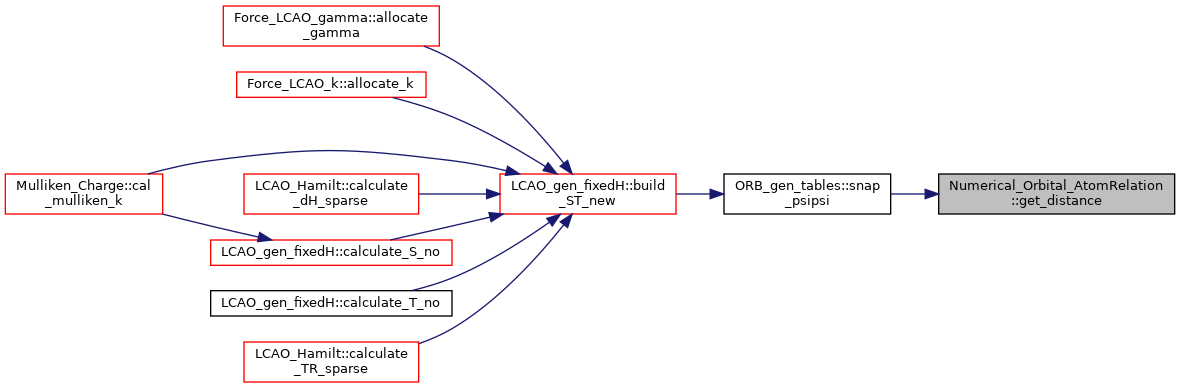 Force_LCAO_gamma::allocate
_gamma
Force_LCAO_k::allocate_k
Mulliken_Charge::cal
_mulliken_k
LCAO_Hamilt::calculate
_dH_sparse
LCAO_gen_fixedH::build
_ST_new
ORB_gen_tables::snap
_psipsi
Numerical_Orbital_AtomRelation
::get_distance
LCAO_gen_fixedH::calculate_S_no
LCAO_gen_fixedH::calculate_T_no
LCAO_Hamilt::calculate
_TR_sparse